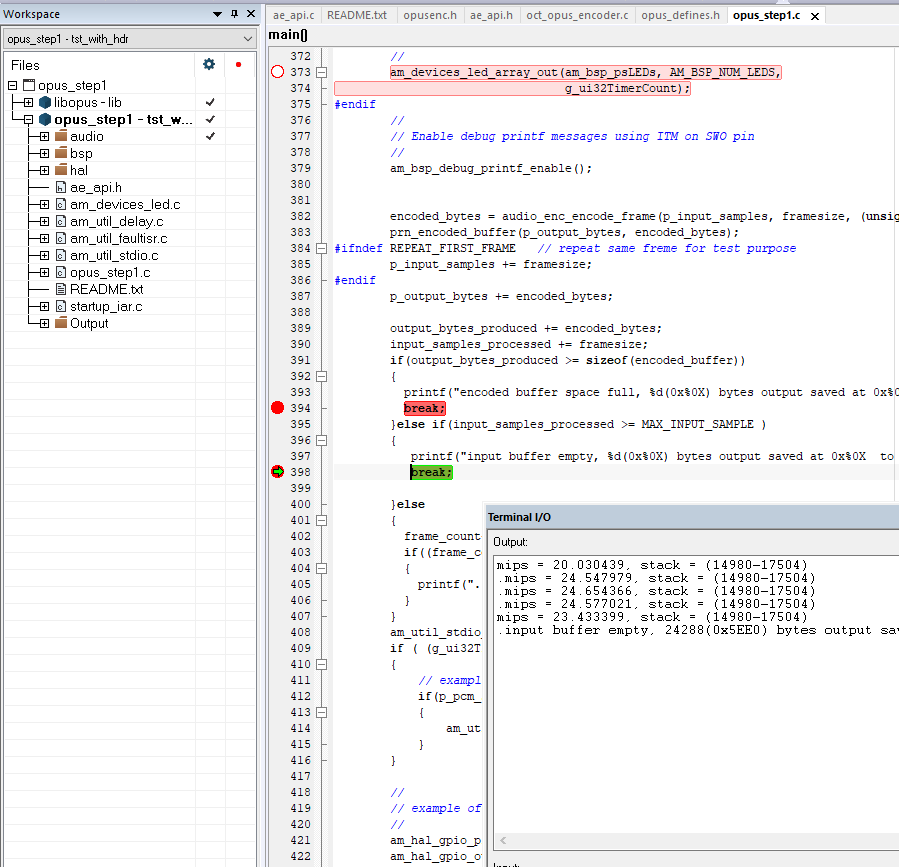 Workspace
opus_step1 - tst_with_hdr
Files
opus_step1
libopus - lib
opus_step1 - tst_w...
audio
bsp
hal
ae_api.h
am_devices_led.c
am_util_delay.c
am_util_faultisr.c
am_util_stdio.c
opus_step1.c
README.txt
startup_iar.c
Output
ae_api.c README.txt opusenc.h ae_api.h oct_opus_encoder.c opus_defines.h opus_step1.c
main()
372 //
373 am_devices_led_array_out(am_bsp_psLEDs, AM_BSP_NUM_LEDS,
374 g_ui32TimerCount);
375 #endif
376 //
377 // Enable debug printf messages using ITM on SWO pin
378 //
379 am_bsp_debug_printf_enable();
380
381
382 encoded_bytes = audio_enc_encode_frame(p_input_samples, framesize, (unsig
383 prn_encoded_buffer(p_output_bytes, encoded_bytes);
384 #ifndef REPEAT_FIRST_FRAME // repeat same freme for test purpose
385 p_input_samples += framesize;
386 #endif
387 p_output_bytes += encoded_bytes;
388
389 output_bytes_produced += encoded_bytes;
390 input_samples_processed += framesize;
391 if(output_bytes_produced >= sizeof(encoded_buffer))
392 {
393 printf("encoded buffer space full, %d(0x%0X) bytes output saved at 0x%0
394 break;
395 }else if(input_samples_processed >= MAX_INPUT_SAMPLE )
396 {
397 printf("input buffer empty, %d(0x%0X) bytes output saved at 0x%0X to
398 break;
399
400 }else
401 {
402 frame_count
403 if((frame_c
404 {
405 printf(".
406 }
407 }
408 am_util_stdio_
409 if ( (g_ui32T
410 {
411 // exampl
412 if(p_pcm_
413 {
414 am_ut
415 }
416 }
417
418 //
419 // example of
420 //
421 am_hal_gpio_p
422 am_hal_gpio_o
Terminal I/O
Output:
mips = 20.030439, stack = (14980-17504)
.mips = 24.547979, stack = (14980-17504)
.mips = 24.654366, stack = (14980-17504)
.mips = 24.577021, stack = (14980-17504)
mips = 23.433399, stack = (14980-17504)
.input buffer empty, 24288(0x5EE0) bytes output sav